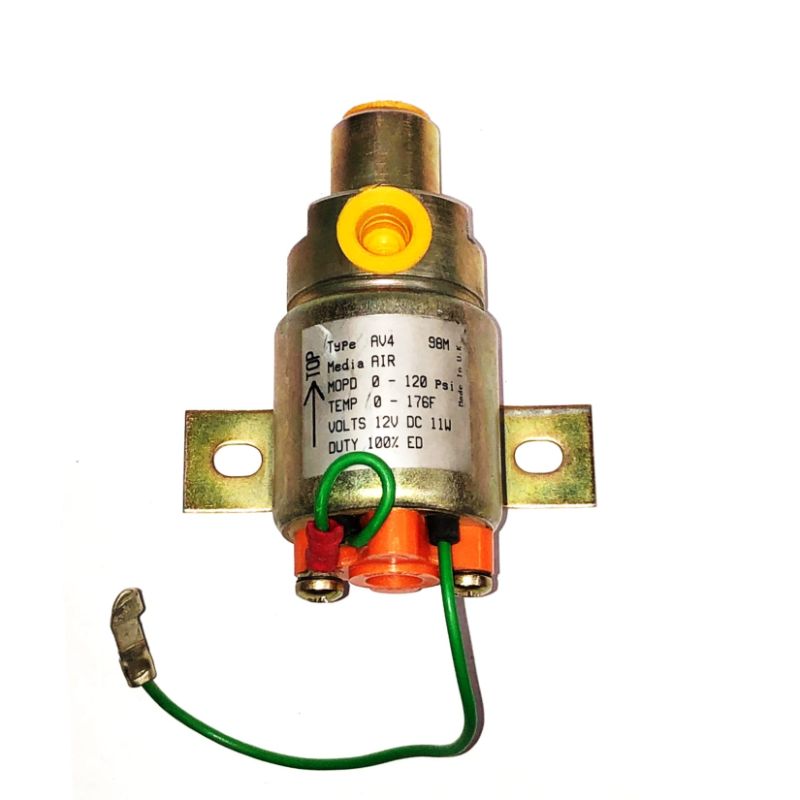 Type AV4 98M
Media AIR
MOPD 0 - 120 Psi
TEMP 0 - 176F
VOLTS 12V DC 11W
DUTY 100% ED
TOP
Made In U.K